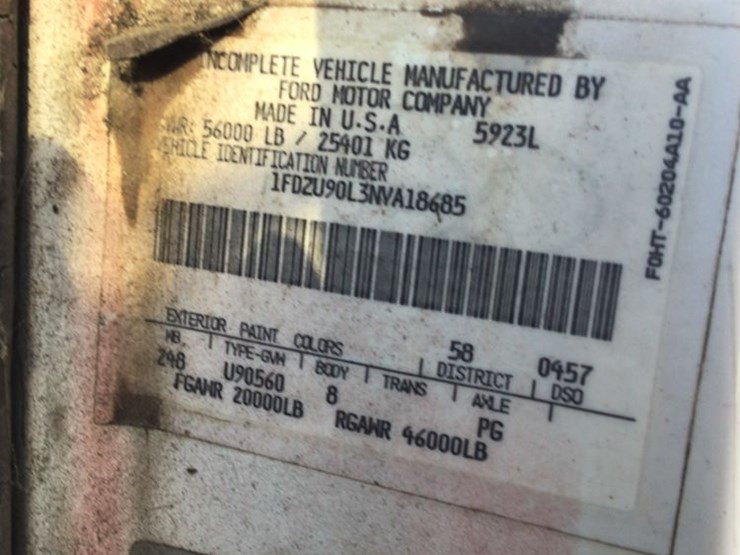 INCOMPLETE VEHICLE MANUFACTURED BY
FORD MOTOR COMPANY
MADE IN U.S.A. 5923L
56000 LB / 25401 KG
VEHICLE IDENTIFICATION NUMBER
1FDZU90L3NVA18685
F0HT-60204A10-AA
EXTERIOR PAINT COLORS 58 0457
WB. TYPE-GVW BODY TRANS DISTRICT AXLE DSO
248 U90560 8 PG
FGAWR 20000LB RGAWR 46000LB